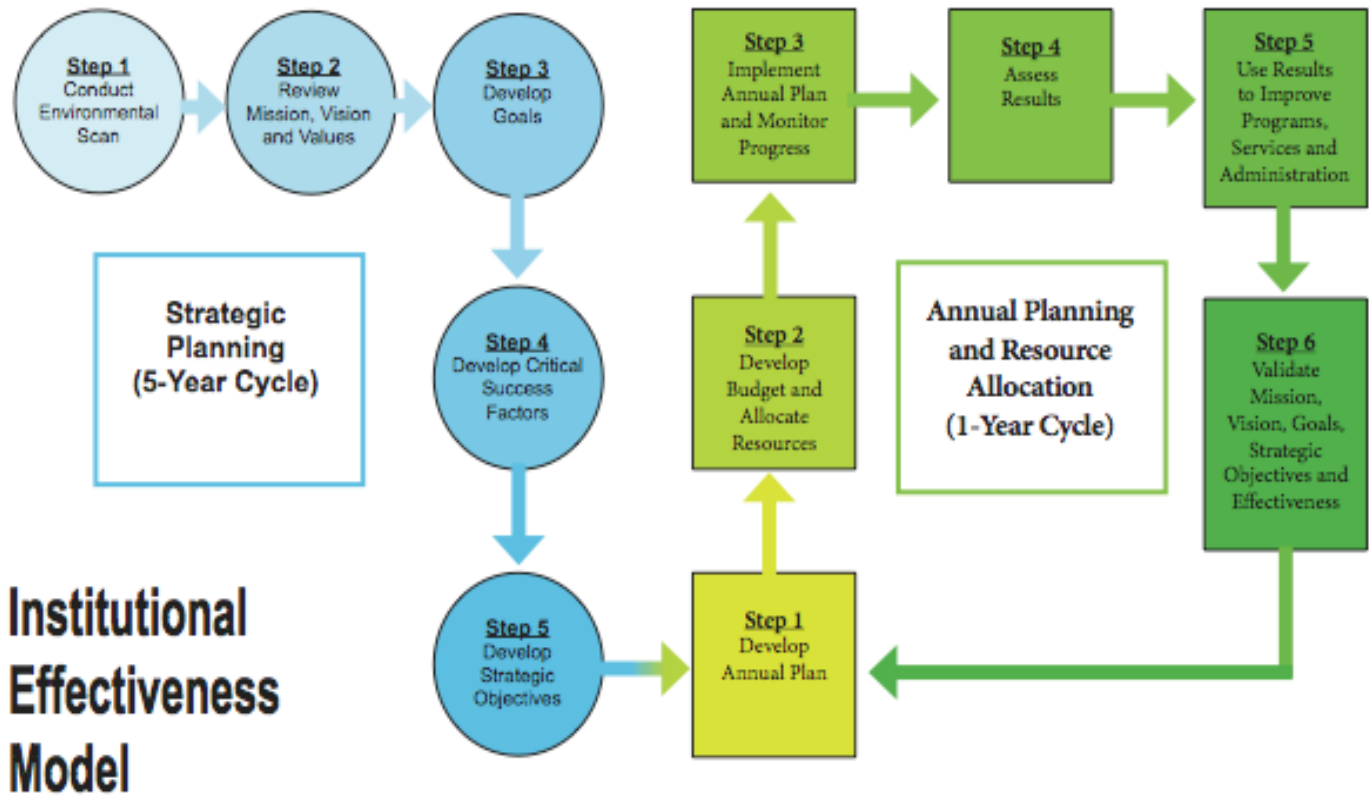 Step 1
Conduct
Environmental
Scan
Step 2
Review
Mission, Vision
and Values
Step 3
Develop
Goals
Strategic
Planning
(5-Year Cycle)
Step 4
Develop Critical
Success
Factors
Step 5
Develop
Strategic
Objectives
Step 1
Develop
Annual Plan
Step 2
Develop
Budget and
Allocate
Resources
Step 3
Implement
Annual Plan
and Monitor
Progress
Step 4
Assess
Results
Step 5
Use Results
to Improve
Programs,
Services and
Administration
Annual Planning
and Resource
Allocation
(1-Year Cycle)
Step 6
Validate
Mission,
Vision, Goals,
Strategic
Objectives and
Effectiveness
Institutional
Effectiveness
Model